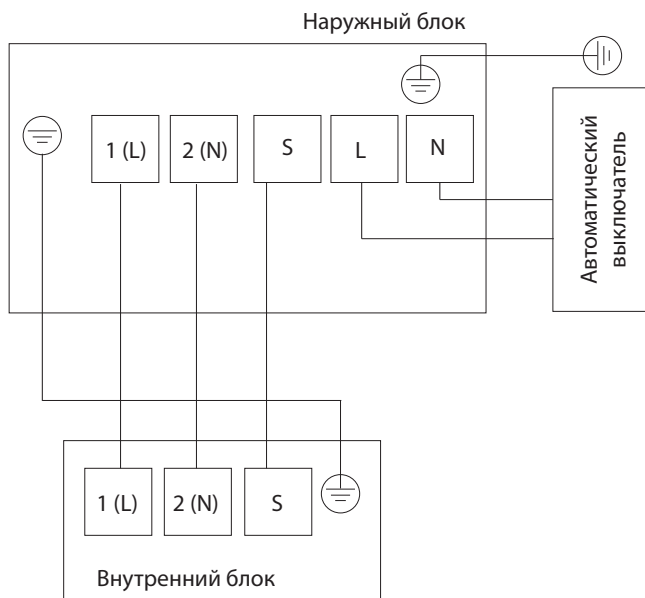 Наружный блок
1 (L)
2 (N)
S
L
N
Автоматический
выключатель
1 (L)
2 (N)
S
Внутренний блок